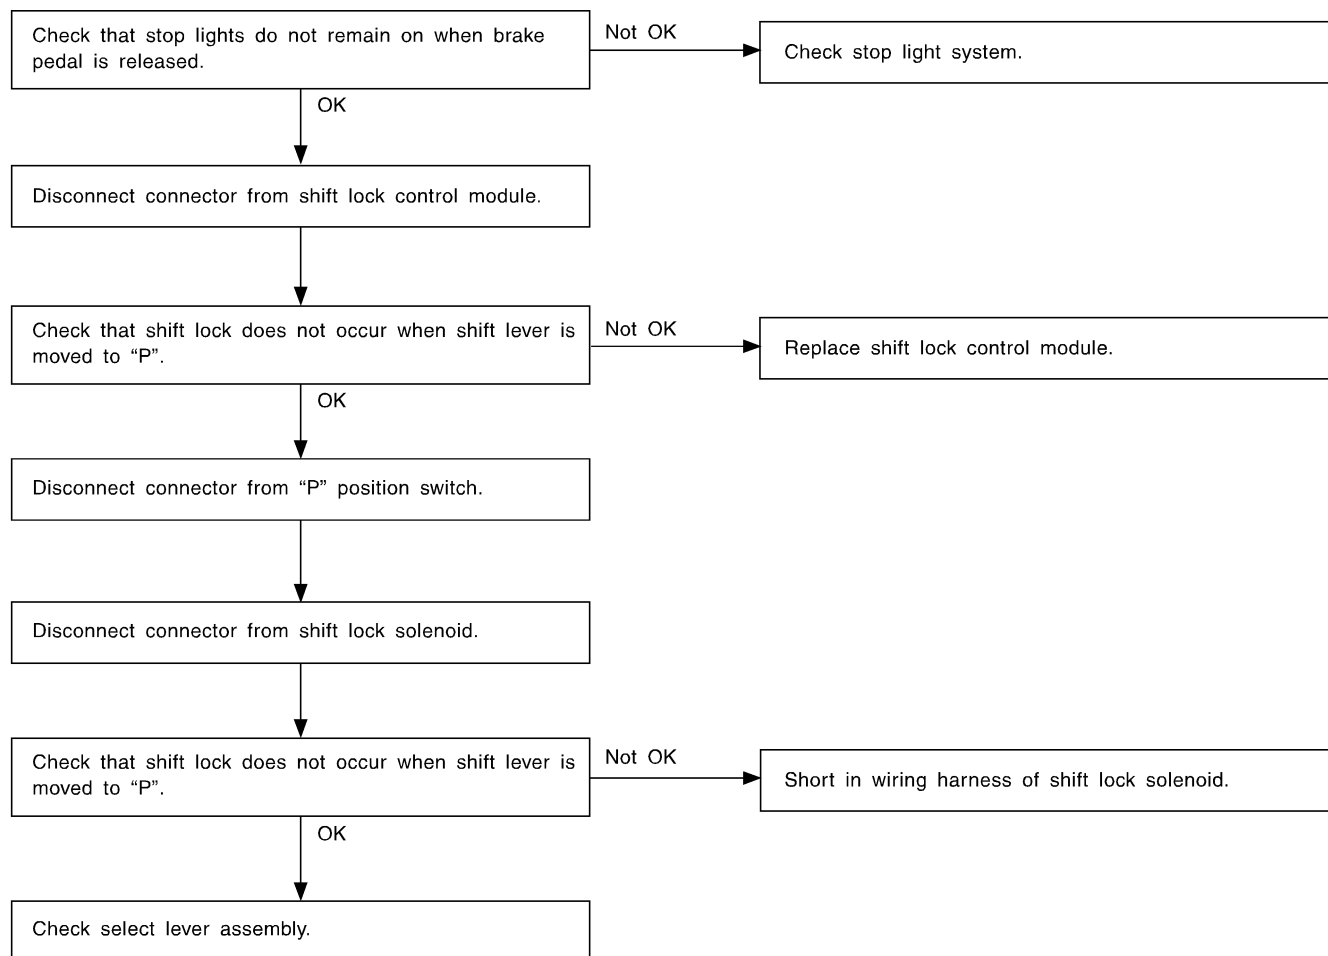 Check that stop lights do not remain on when brake
pedal is released.
Not OK
Check stop light system.
OK
Disconnect connector from shift lock control module.
Check that shift lock does not occur when shift lever is
moved to “P”.
Not OK
Replace shift lock control module.
OK
Disconnect connector from “P” position switch.
Disconnect connector from shift lock solenoid.
Check that shift lock does not occur when shift lever is
moved to “P”.
Not OK
Short in wiring harness of shift lock solenoid.
OK
Check select lever assembly.